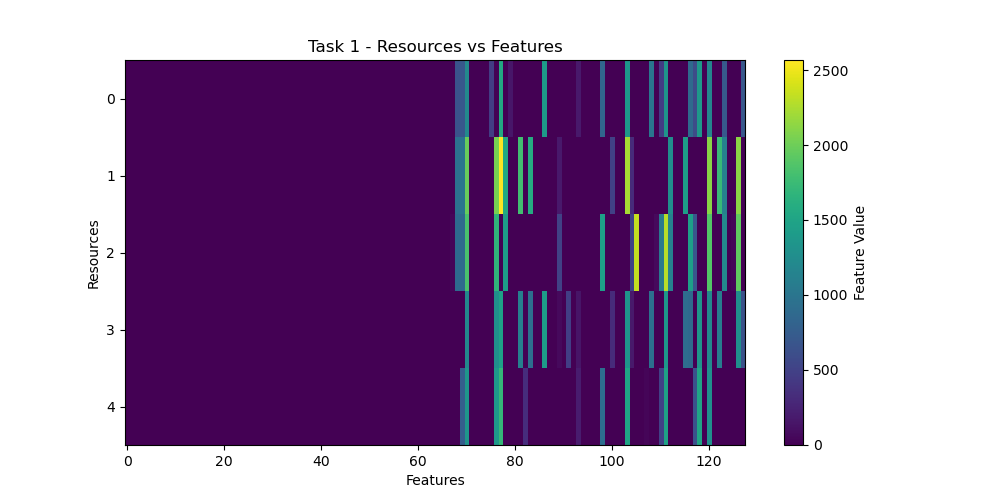 Task 1 - Resources vs Features
Resources
0
1
2
3
4
0 20 40 60 80 100 120
Features
2500
2000
1500
1000
500
0
Feature Value